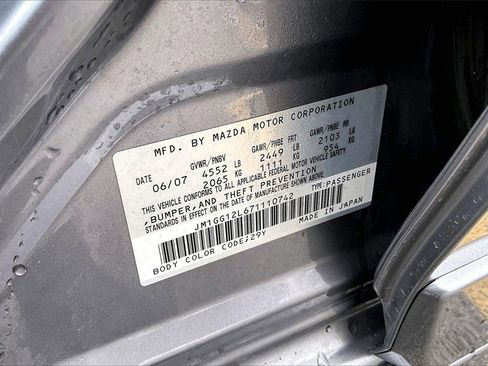 MFD. BY MAZDA MOTOR CORPORATION
DATE GVWR/PNBV GAWR/PNBE FRT GAWR/PNBE RR
06/07 4552 LB 2449 LB 2103 LB
2065 KG 1111 KG 954 KG
THIS VEHICLE CONFORMS TO ALL APPLICABLE FEDERAL MOTOR VEHICLE SAFETY
, BUMPER, AND THEFT PREVENTION
STANDARDS IN EFFECT ON THE DATE OF MANUFACTURE SHOWN ABOVE.
JM1GG12L671110742 TYPE: PASSENGER
MADE IN JAPAN
BODY COLOR CODE; 29Y